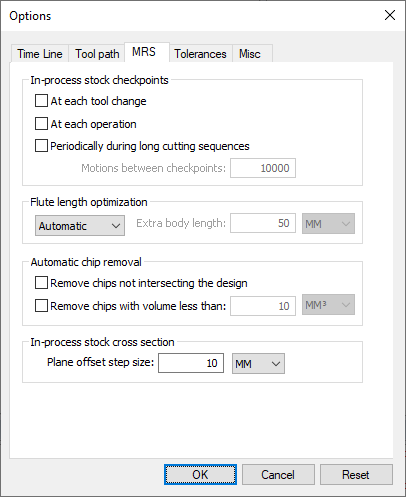 Options
Time Line Tool path MRS Tolerances Misc
In-process stock checkpoints
At each tool change
At each operation
Periodically during long cutting sequences
Motions between checkpoints: 10000
Flute length optimization
Automatic Extra body length: 50 MM
Automatic chip removal
Remove chips not intersecting the design
Remove chips with volume less than: 10 MM³
In-process stock cross section
Plane offset step size: 10 MM
OK Cancel Reset